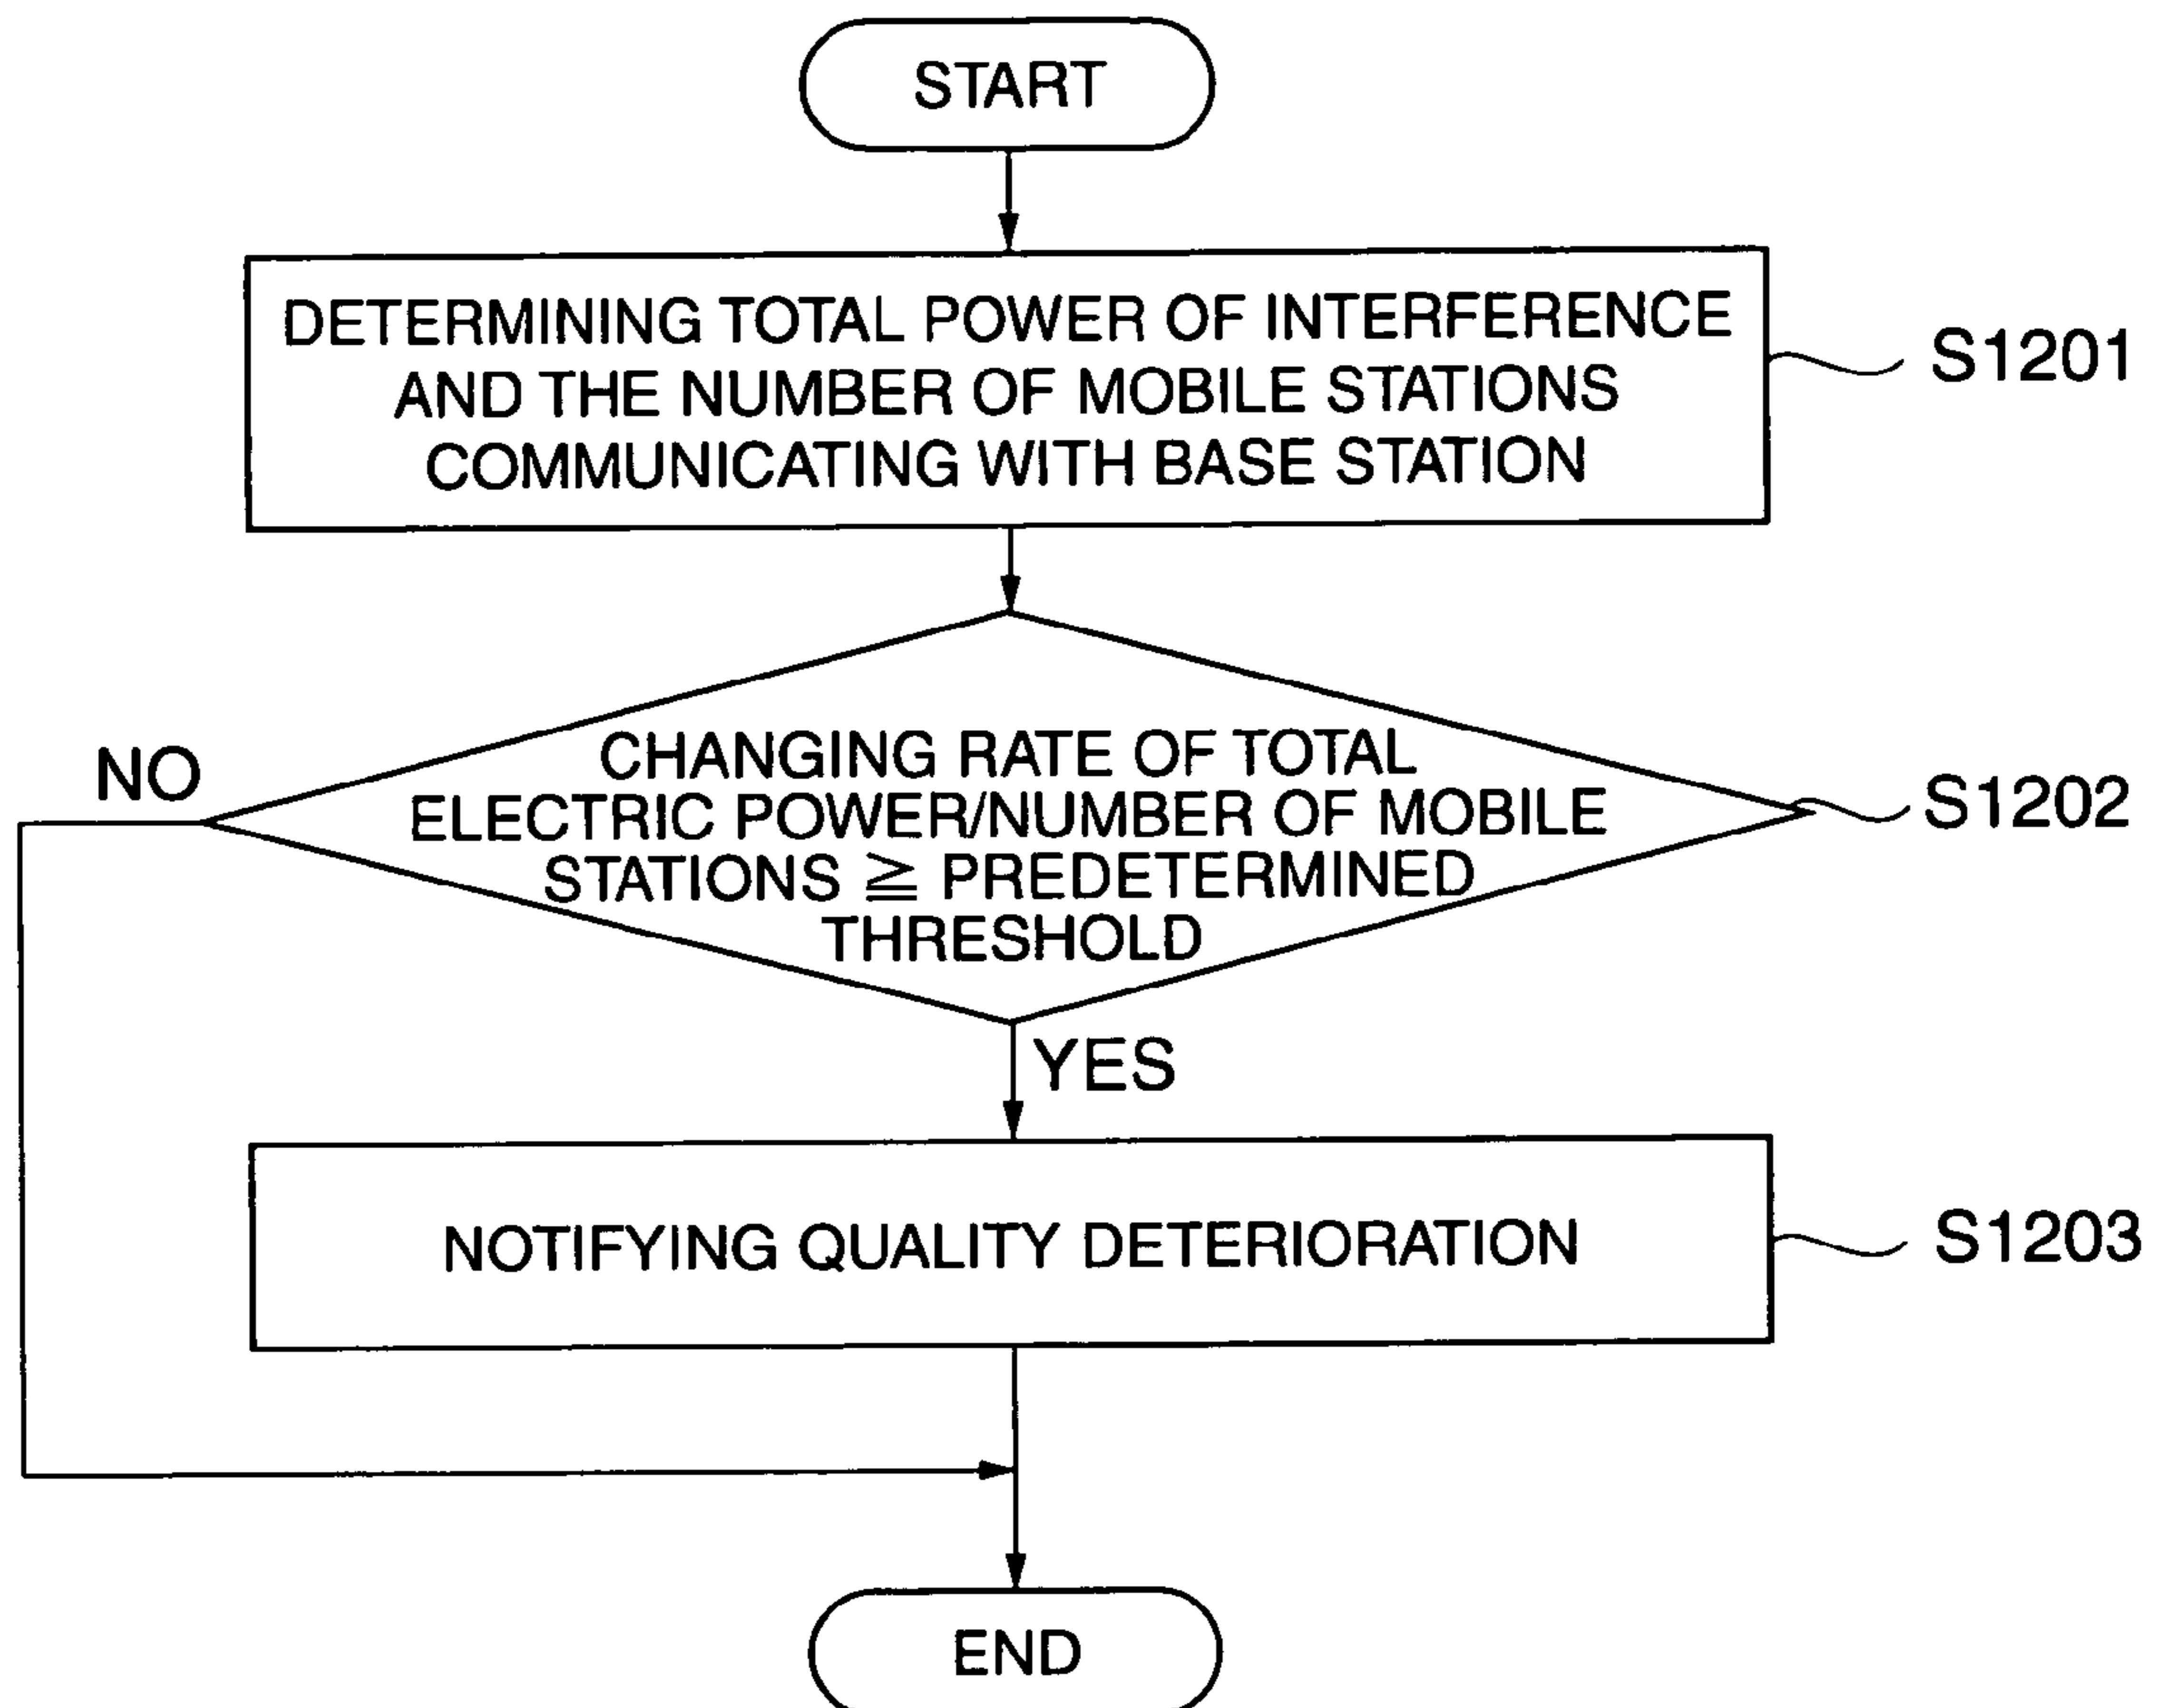 START
DETERMINING TOTAL POWER OF INTERFERENCE
AND THE NUMBER OF MOBILE STATIONS
COMMUNICATING WITH BASE STATION
S1201
CHANGING RATE OF TOTAL
ELECTRIC POWER/NUMBER OF MOBILE
STATIONS ≧ PREDETERMINED
THRESHOLD
NO
S1202
YES
NOTIFYING QUALITY DETERIORATION
S1203
END